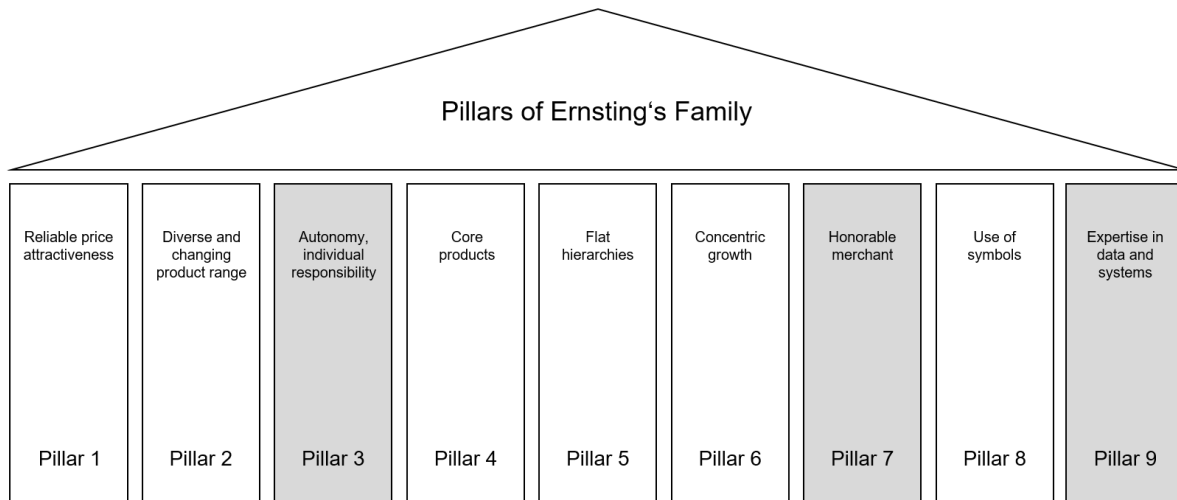 Pillars of Ernsting‘s Family
Reliable price
attractiveness
Pillar 1
Diverse and
changing
product range
Pillar 2
Autonomy,
individual
responsibility
Pillar 3
Core
products
Pillar 4
Flat
hierarchies
Pillar 5
Concentric
growth
Pillar 6
Honorable
merchant
Pillar 7
Use of
symbols
Pillar 8
Expertise in
data and
systems
Pillar 9